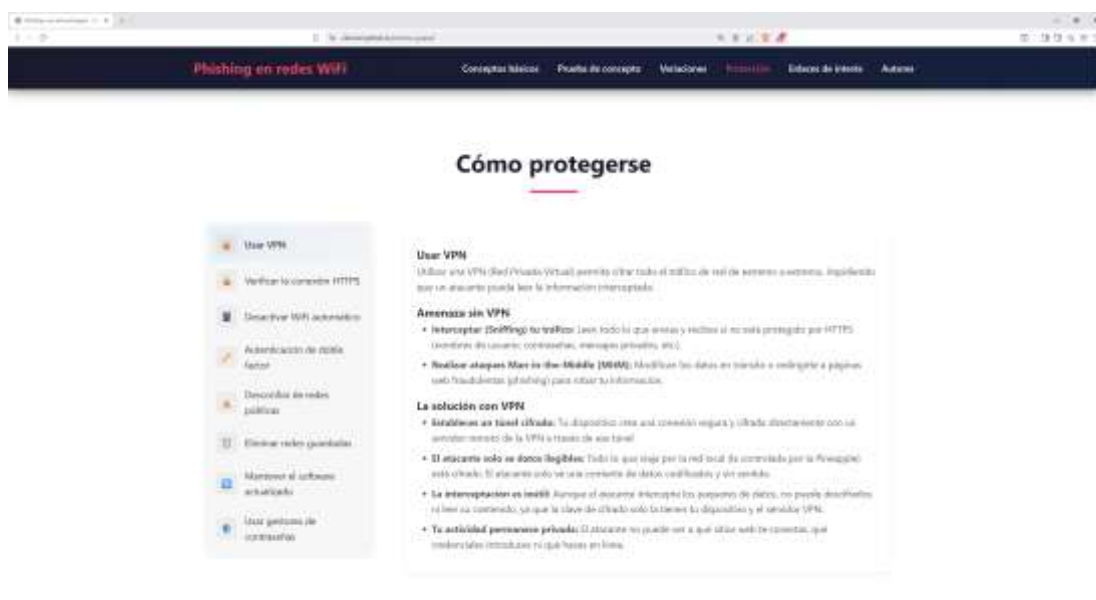 Phishing en redes WiFi
Conceptos básicos Prueba de concepto Variaciones Protección Enlaces de interés Autores
Cómo protegerse
Usar VPN
Verificar la conexión HTTPS
Desactivar WiFi automático
Autenticación de doble
factor
Desconfiar de redes
públicas
Eliminar redes guardadas
Mantener el software
actualizado
Usar gestores de
contraseñas
Usar VPN
Utilizar una VPN (Red Privada Virtual) permite cifrar todo el tráfico de red de extremo a extremo, impidiendo
que un atacante pueda leer la información interceptada.
Amenaza sin VPN
• Interceptar (Sniffing) tu tráfico: Leen todo lo que envías y recibes si no está protegido por HTTPS
(nombres de usuario, contraseñas, mensajes privados, etc.).
• Realizar ataques Man-in-the-Middle (MitM): Modifican los datos en tránsito o redirigirte a páginas
web fraudulentas (phishing) para robar tu información.
La solución con VPN
• Estableces un túnel cifrado: Tu dispositivo crea una conexión segura y cifrada directamente con un
servidor remoto de la VPN a través de ese túnel
• El atacante solo ve datos ilegibles: Todo lo que viaja por la red local (la controlada por la Pineapple)
está cifrado. El atacante solo ve una corriente de datos codificados y sin sentido.
• La interceptación es inútil: Aunque el atacante intercepte los paquetes de datos, no puede descifrarlos
ni leer su contenido, ya que la clave de cifrado solo la tienen tu dispositivo y el servidor VPN.
• Tu actividad permanece privada: El atacante no puede ver a qué sitios web te conectas, qué
credenciales introduces ni qué haces en línea.